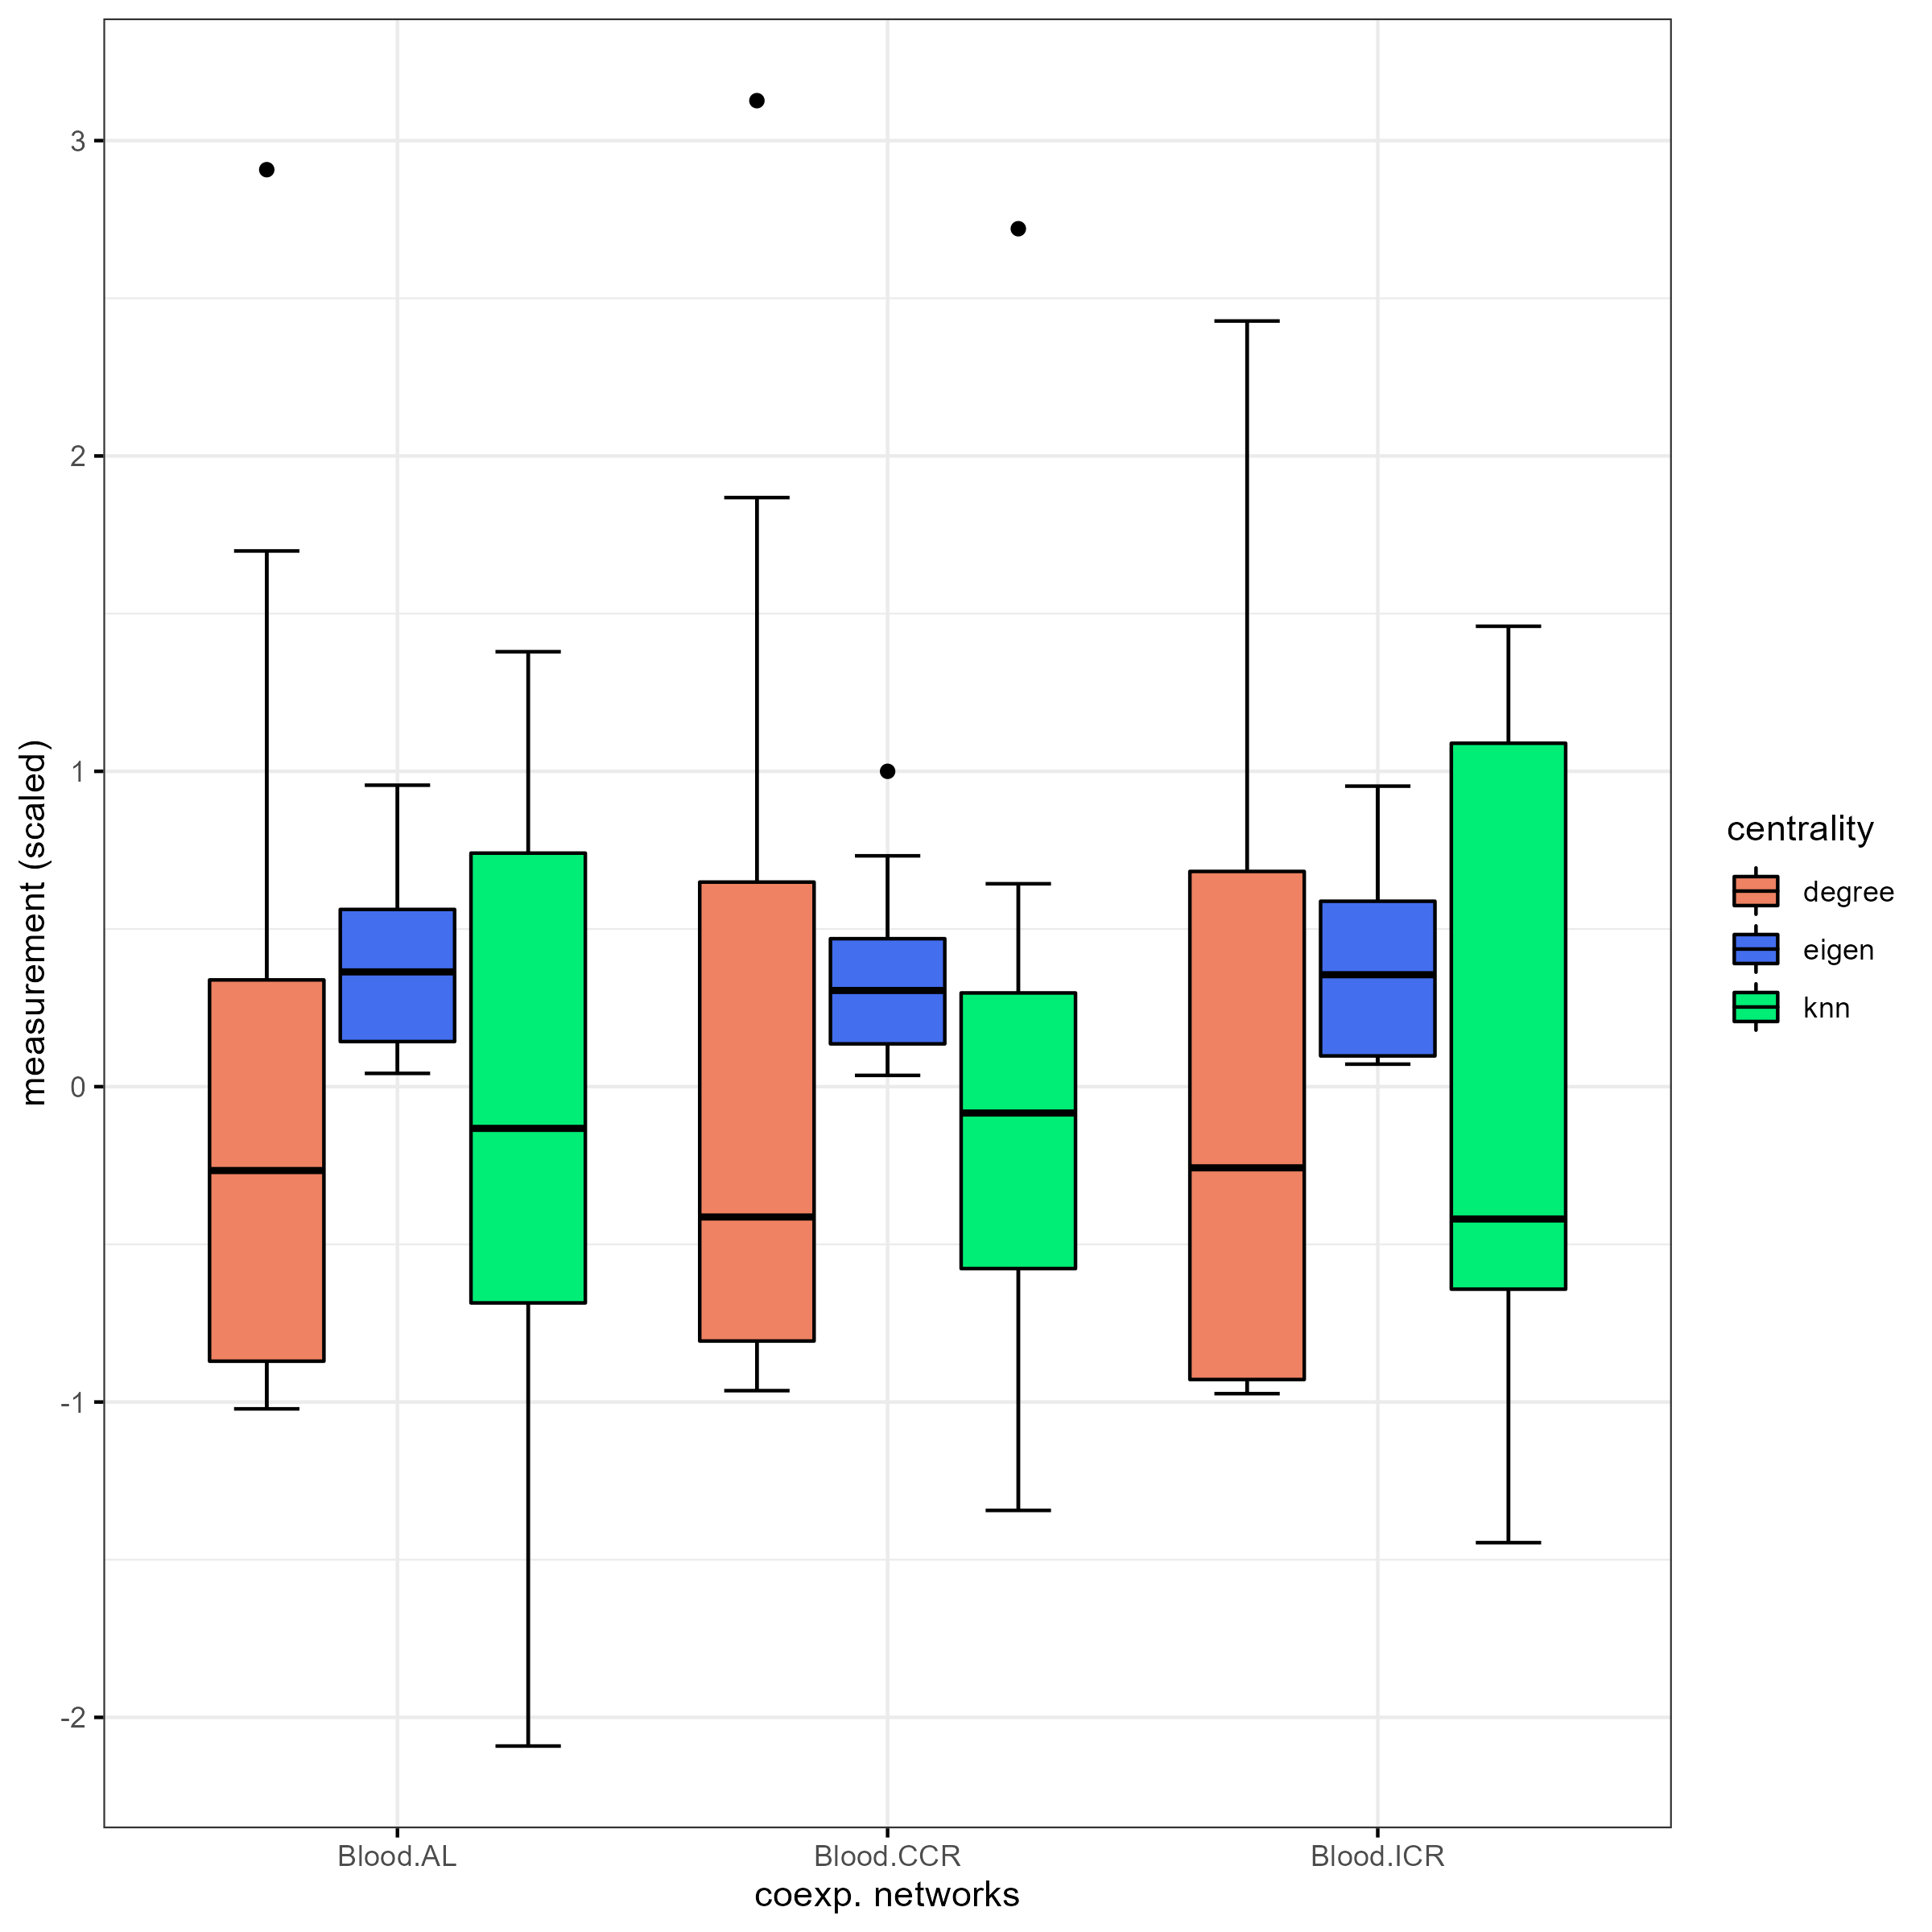 measurement (scaled)
3
2
1
0
-1
-2
Blood.AL
Blood.CCR
Blood.ICR
coexp. networks
centrality
degree
eigen
knn